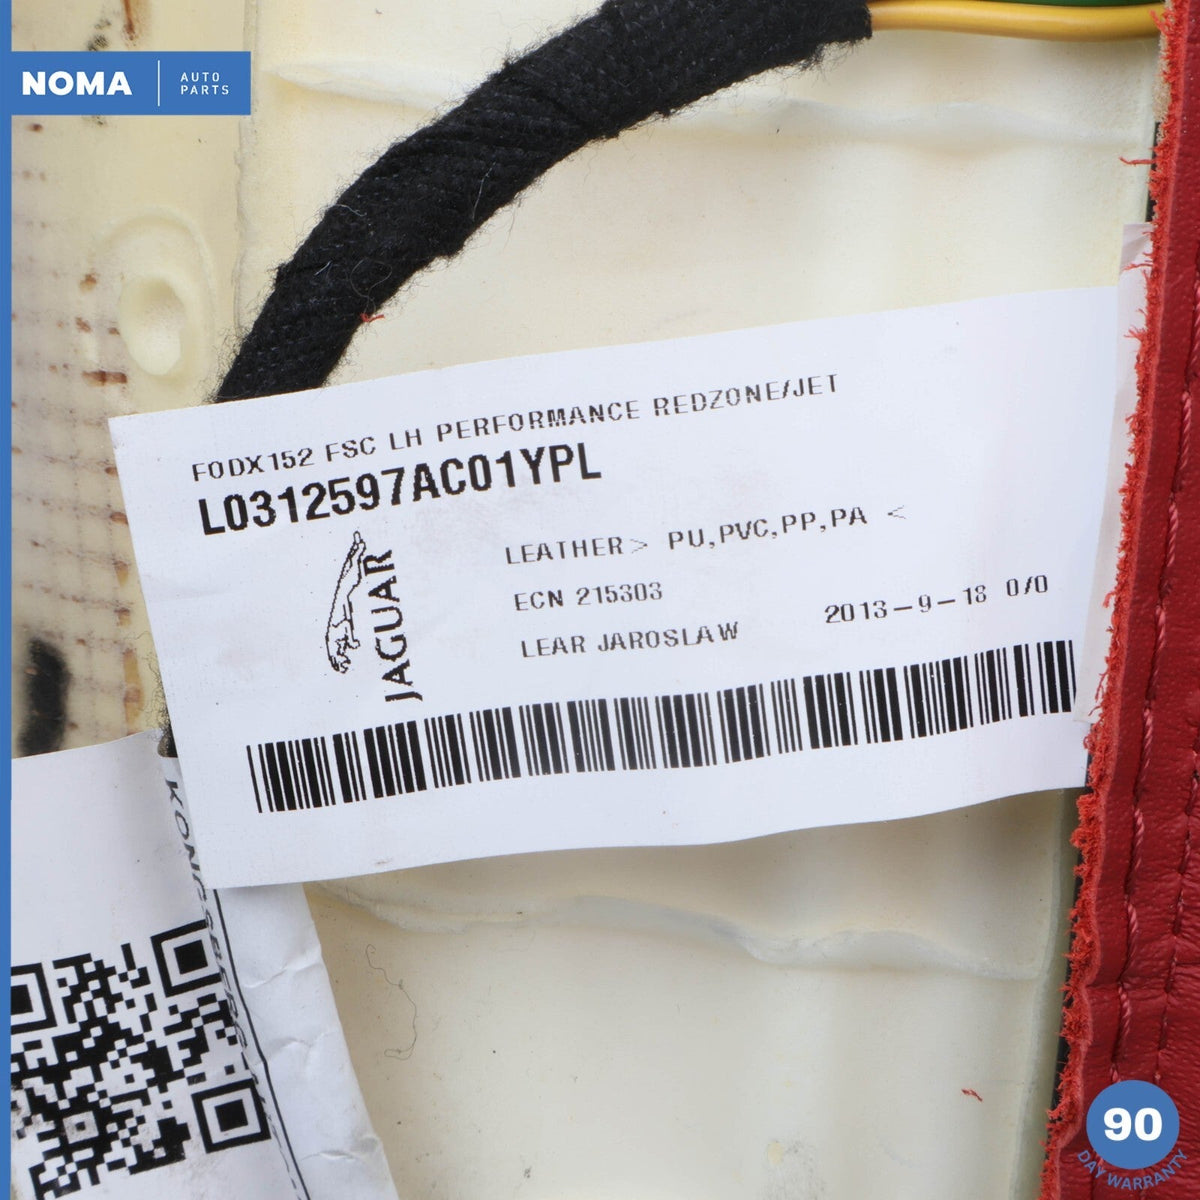 NOMA
AUTO
PARTS
F0DX152 FSC LH PERFORMANCE REDZONE/JET
L0312597AC01YPL
LEATHER> PU,PVC,PP,PA <
ECN 215303
LEAR JAROSLAW
2013-9-18 0/0
JAGUAR
90
DAY WARRANTY